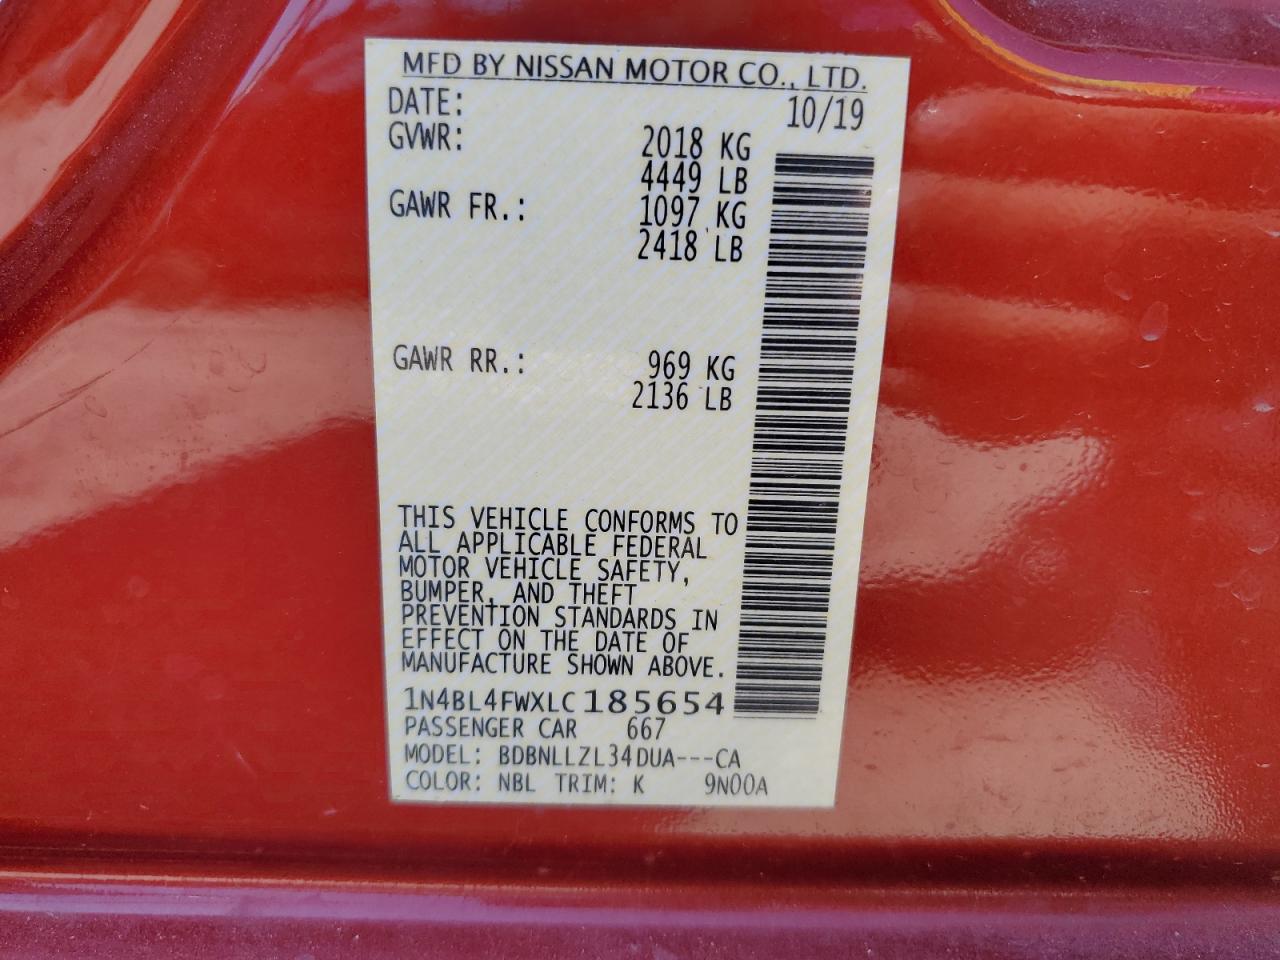 MFD BY NISSAN MOTOR CO., LTD.
DATE: 10/19
GVWR: 2018 KG
4449 LB
GAWR FR.: 1097 KG
2418 LB
GAWR RR.: 969 KG
2136 LB
THIS VEHICLE CONFORMS TO
ALL APPLICABLE FEDERAL
MOTOR VEHICLE SAFETY,
BUMPER, AND THEFT
PREVENTION STANDARDS IN
EFFECT ON THE DATE OF
MANUFACTURE SHOWN ABOVE.
1N4BL4FWXLC185654
PASSENGER CAR 667
MODEL: BDBNLLZL34DUA---CA
COLOR: NBL TRIM: K 9N00A